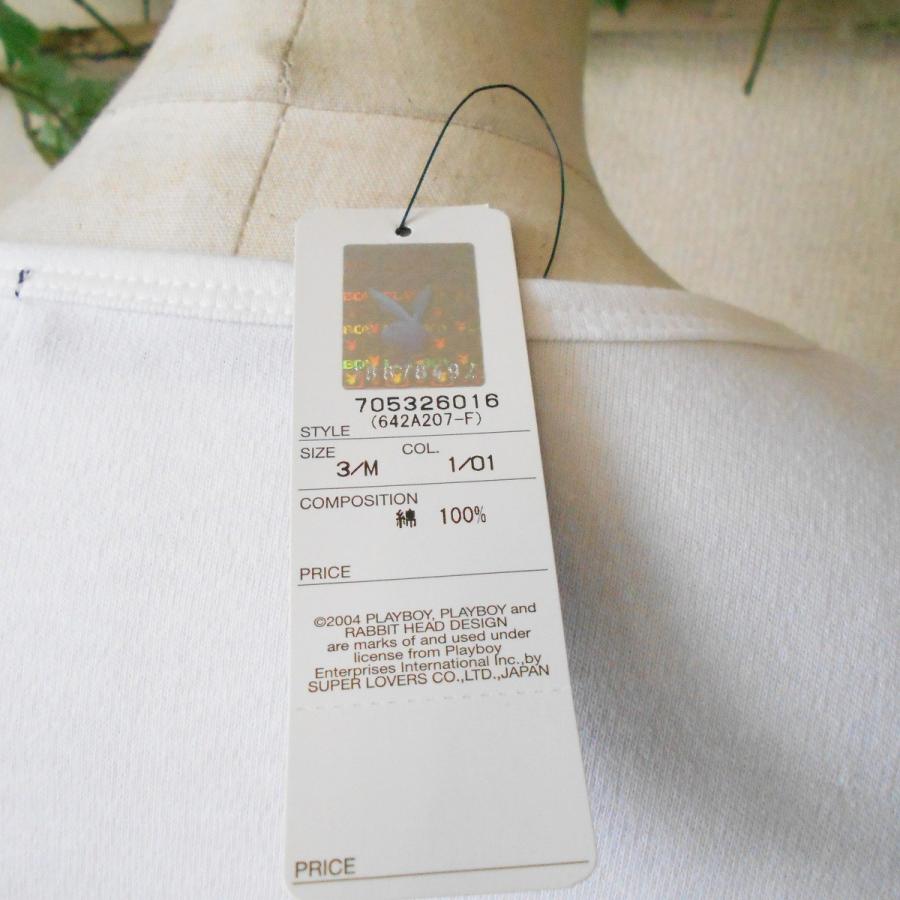 705326016
(642A207-F)
STYLE
SIZE COL.
3/M 1/01
COMPOSITION
綿 100%
PRICE
©2004 PLAYBOY, PLAYBOY and
RABBIT HEAD DESIGN
are marks of and used under
license from Playboy
Enterprises International Inc.,by
SUPER LOVERS CO.,LTD.,JAPAN
PRICE